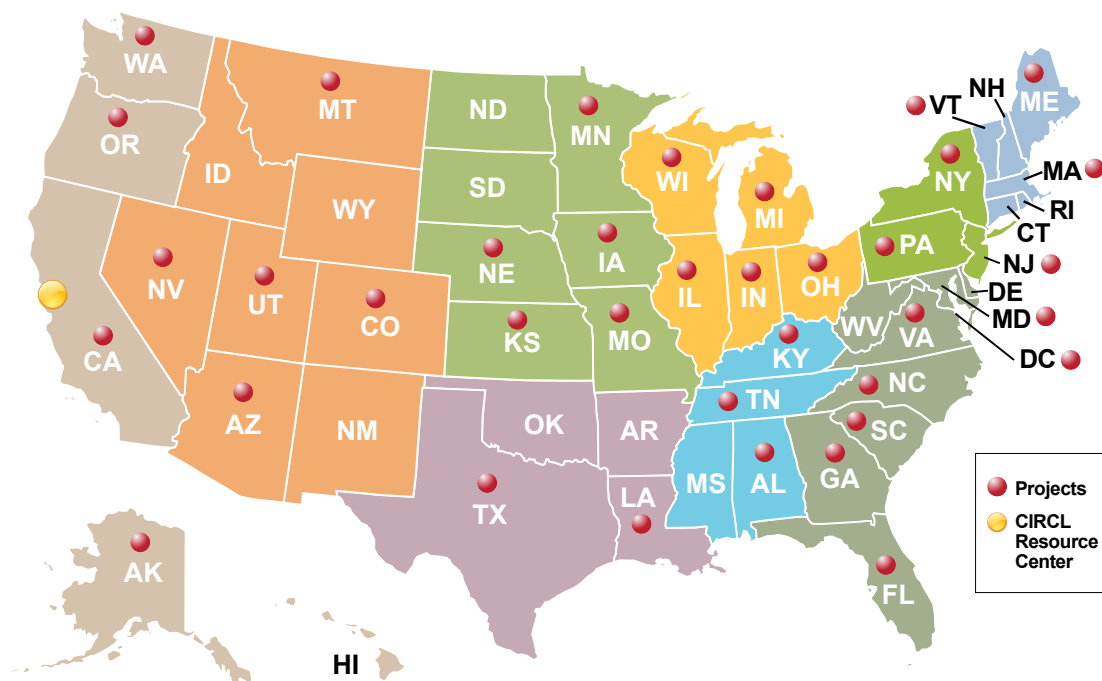 WA
MT
ND
MN
OR
ID
SD
WY
WI
MI
NH
VT
ME
NY
MA
RI
CT
PA
NJ
NV
UT
CO
NE
IA
IL
IN
OH
DE
MD
WV
VA
DC
CA
KS
MO
KY
AZ
NM
OK
AR
TN
NC
SC
TX
LA
MS
AL
GA
FL
AK
HI
Projects
CIRCL
Resource
Center